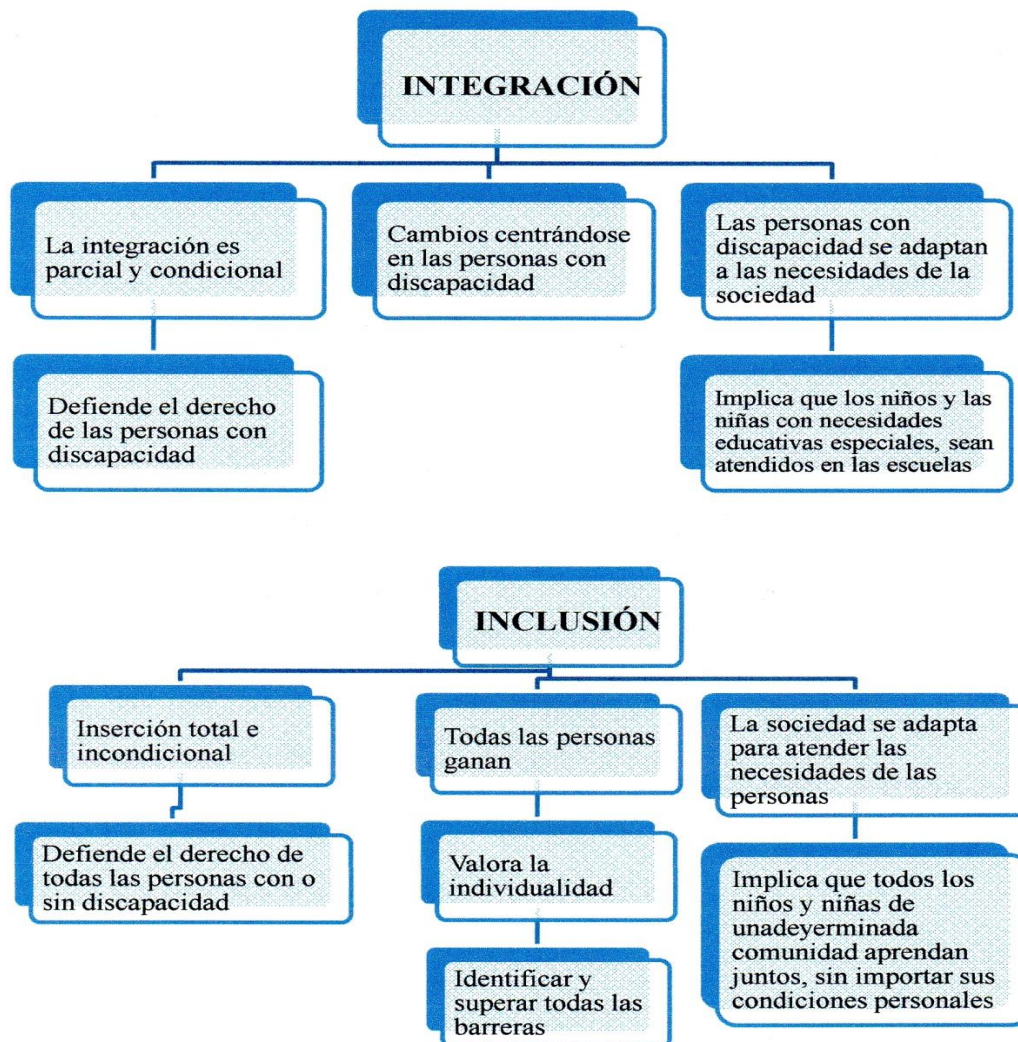 INTEGRACIÓN
La integración es
parcial y condicional
Cambios centrándose
en las personas con
discapacidad
Las personas con
discapacidad se adaptan
a las necesidades de la
sociedad
Defiende el derecho
de las personas con
discapacidad
Implica que los niños y las
niñas con necesidades
educativas especiales, sean
atendidos en las escuelas
INCLUSIÓN
Inserción total e
incondicional
Todas las personas
ganan
La sociedad se adapta
para atender las
necesidades de las
personas
Defiende el derecho de
todas las personas con o
sin discapacidad
Valora la
individualidad
Implica que todos los
niños y niñas de
unadeyerminada
comunidad aprendan
juntos, sin importar sus
condiciones personales
Identificar y
superar todas las
barreras